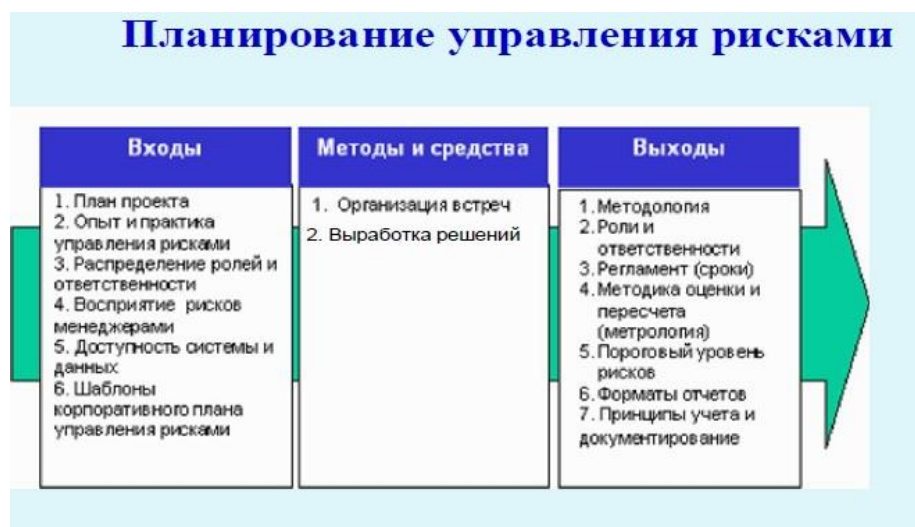 Планирование управления рисками
Входы
1. План проекта
2. Опыт и практика
управления рисками
3. Распределение ролей и
ответственности
4. Восприятие рисков
менеджерами
5. Доступность системы и
данных
6. Шаблоны
корпоративного плана
управления рисками
Методы и средства
1. Организация встреч
2. Выработка решений
Выходы
1. Методология
2. Роли и
ответственности
3. Регламент (сроки)
4. Методика оценки и
пересчета
(метрология)
5. Пороговый уровень
рисков
6. Форматы отчетов
7. Принципы учета и
документирование